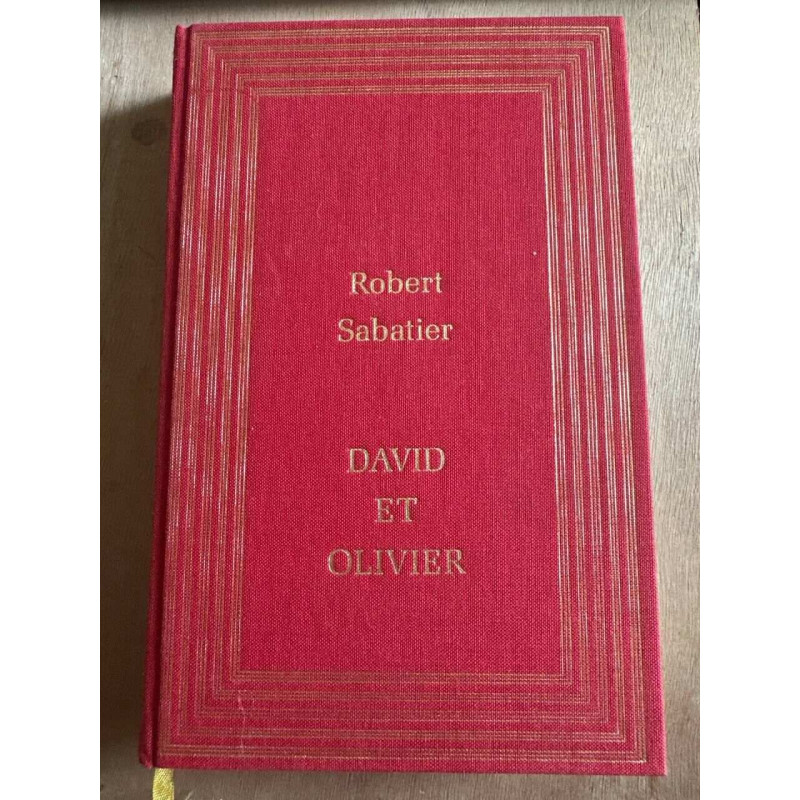 Robert
Sabatier
DAVID
ET
OLIVIER